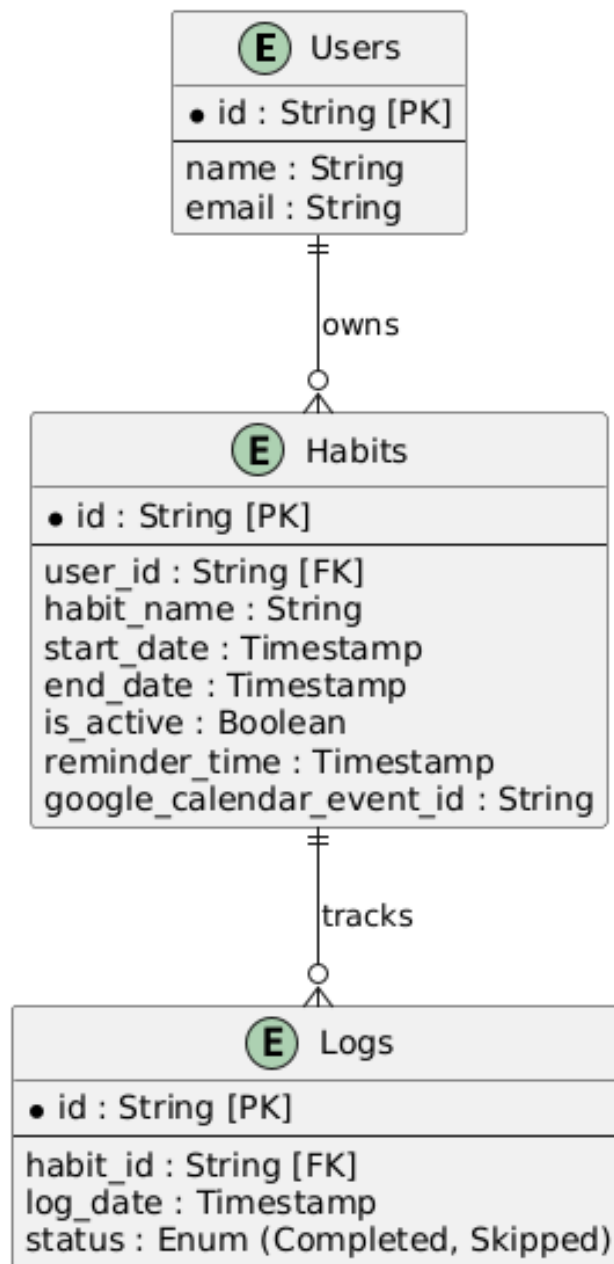 E Users
id : String [PK]
name : String
email : String
owns
E Habits
id : String [PK]
user_id : String [FK]
habit_name : String
start_date : Timestamp
end_date : Timestamp
is_active : Boolean
reminder_time : Timestamp
google_calendar_event_id : String
tracks
E Logs
id : String [PK]
habit_id : String [FK]
log_date : Timestamp
status : Enum (Completed, Skipped)